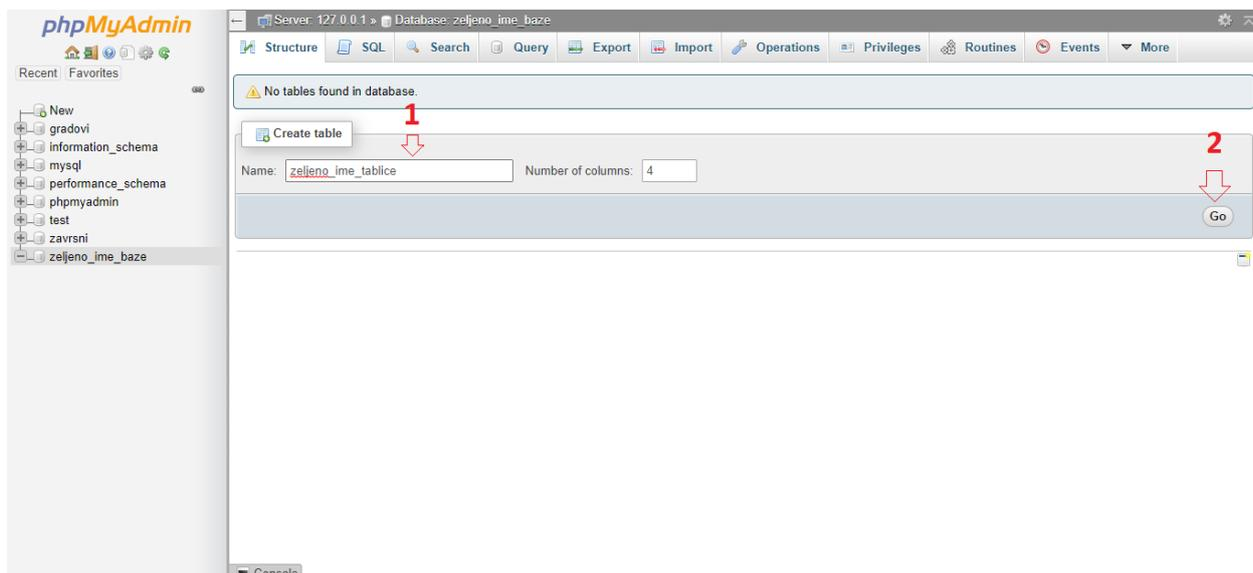 phpMyAdmin
Recent Favorites
New
gradovi
information_schema
mysql
performance_schema
phpmyadmin
test
zavrsni
zeljeno_ime_baze
Server: 127.0.0.1 » Database: zeljeno_ime_baze
Structure SQL Search Query Export Import Operations Privileges Routines Events More
No tables found in database.
1
Create table
Name: zeljeno_ime_tablice Number of columns: 4
2
Go
Console